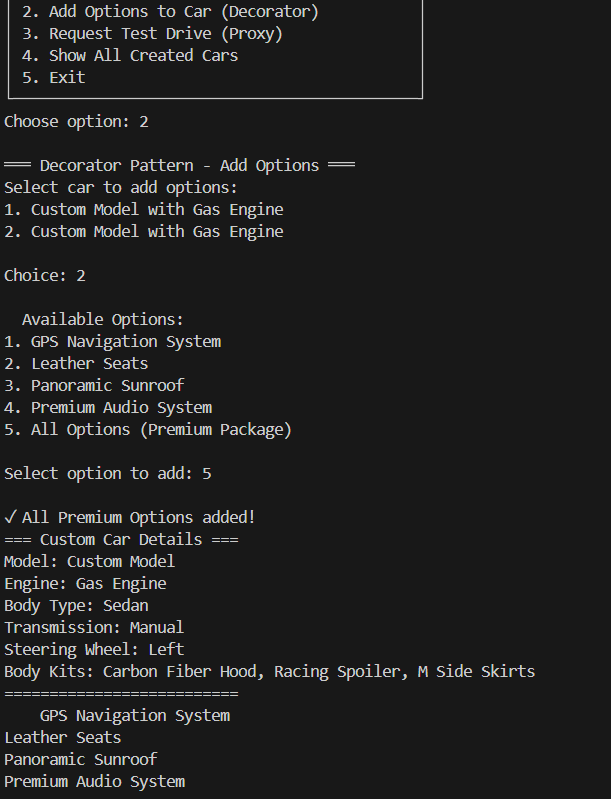 2. Add Options to Car (Decorator)
3. Request Test Drive (Proxy)
4. Show All Created Cars
5. Exit
Choose option: 2
=== Decorator Pattern - Add Options ===
Select car to add options:
1. Custom Model with Gas Engine
2. Custom Model with Gas Engine
Choice: 2
Available Options:
1. GPS Navigation System
2. Leather Seats
3. Panoramic Sunroof
4. Premium Audio System
5. All Options (Premium Package)
Select option to add: 5
✓ All Premium Options added!
=== Custom Car Details ===
Model: Custom Model
Engine: Gas Engine
Body Type: Sedan
Transmission: Manual
Steering Wheel: Left
Body Kits: Carbon Fiber Hood, Racing Spoiler, M Side Skirts
==========================
GPS Navigation System
Leather Seats
Panoramic Sunroof
Premium Audio System